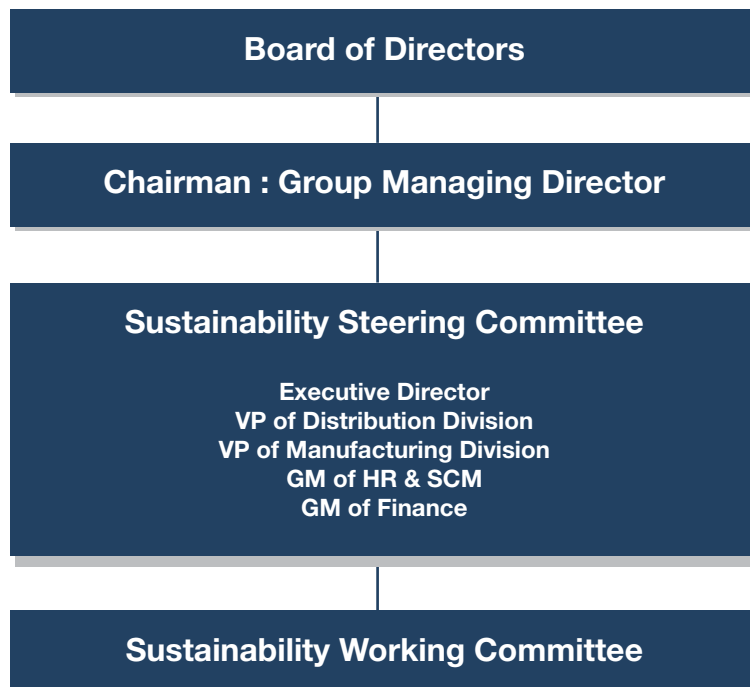 Board of Directors
Chairman : Group Managing Director
Sustainability Steering Committee
Executive Director
VP of Distribution Division
VP of Manufacturing Division
GM of HR & SCM
GM of Finance
Sustainability Working Committee